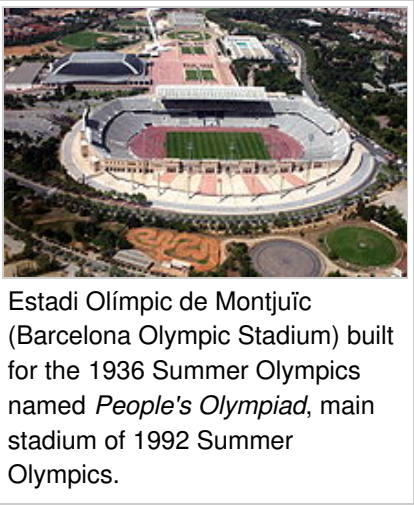 Estadi Olímpic de Montjuïc
(Barcelona Olympic Stadium) built
for the 1936 Summer Olympics
named People's Olympiad, main
stadium of 1992 Summer
Olympics.